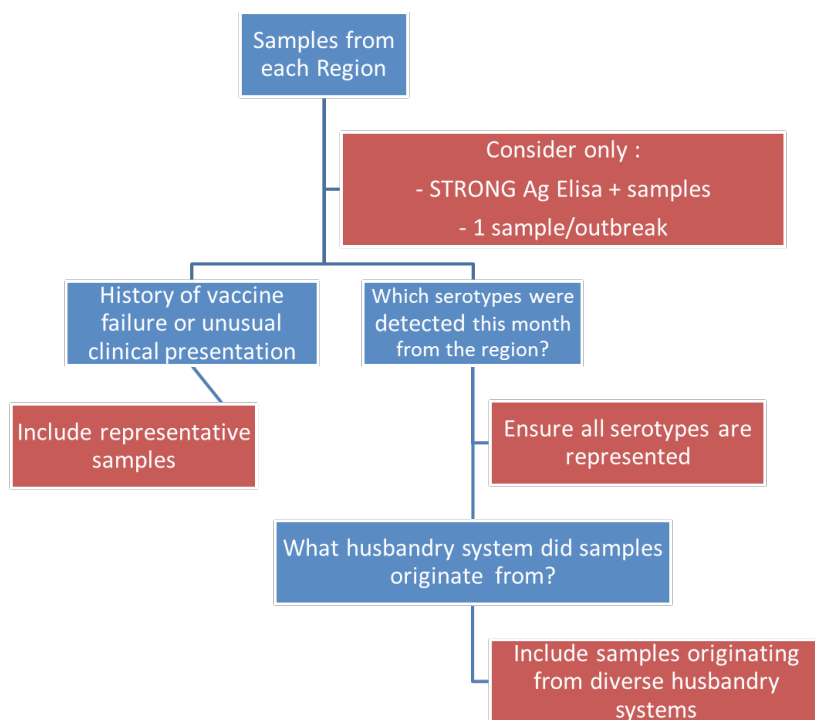 Samples from
each Region
Consider only :
- STRONG Ag Elisa + samples
- 1 sample/outbreak
History of vaccine
failure or unusual
clinical presentation
Which serotypes were
detected this month
from the region?
Include representative
samples
Ensure all serotypes are
represented
What husbandry system did samples
originate from?
Include samples originating
from diverse husbandry
systems